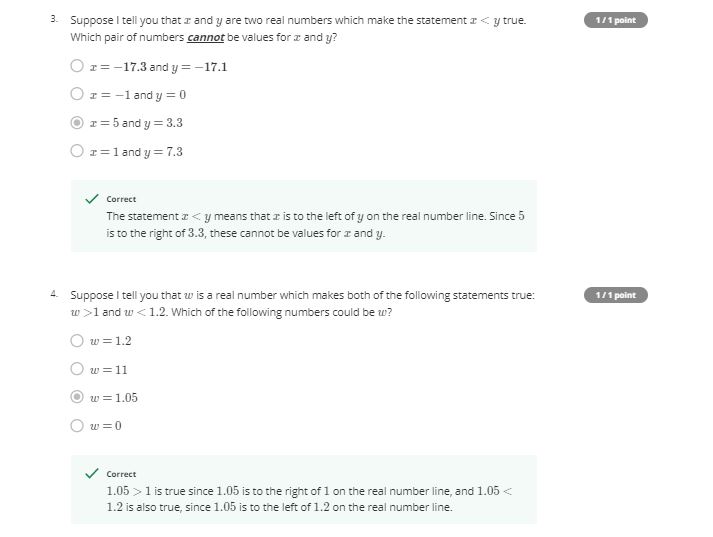 3. Suppose I tell you that x and y are two real numbers which make the statement x < y true.
Which pair of numbers cannot be values for x and y?
1 / 1 point
x = −17.3 and y = −17.1
x = −1 and y = 0
x = 5 and y = 3.3
x = 1 and y = 7.3
Correct
The statement x < y means that x is to the left of y on the real number line. Since 5
is to the right of 3.3, these cannot be values for x and y.
4. Suppose I tell you that w is a real number which makes both of the following statements true:
w >1 and w < 1.2. Which of the following numbers could be w?
1 / 1 point
w = 1.2
w = 11
w = 1.05
w = 0
Correct
1.05 > 1 is true since 1.05 is to the right of 1 on the real number line, and 1.05 <
1.2 is also true, since 1.05 is to the left of 1.2 on the real number line.